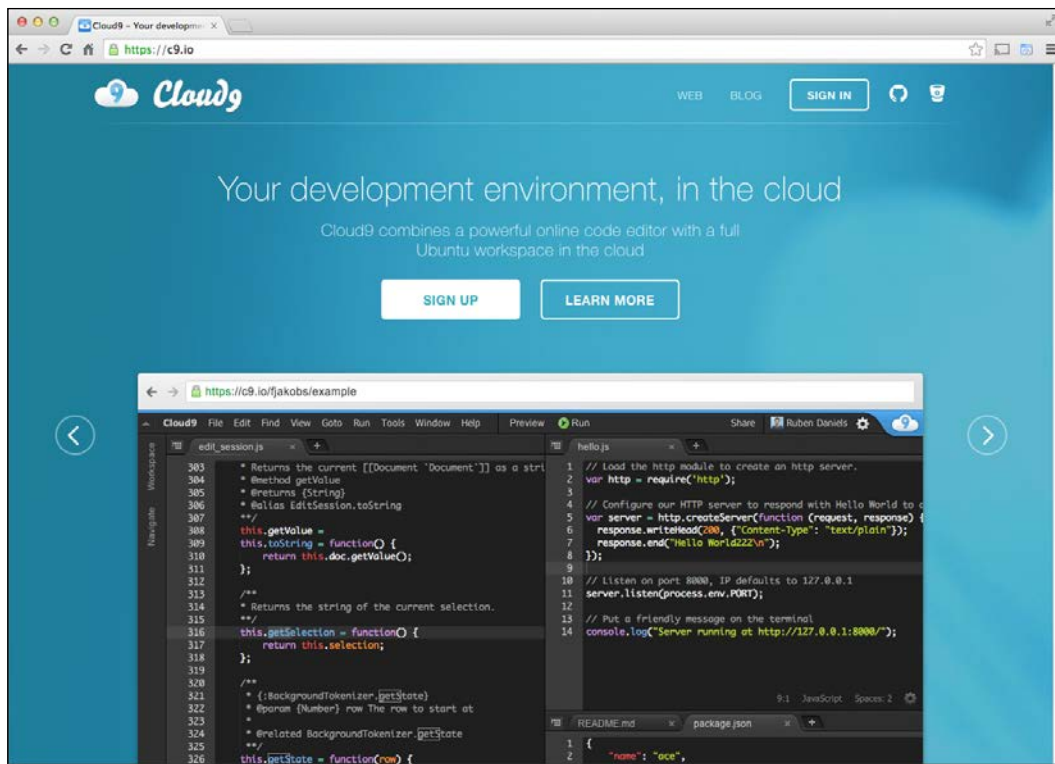 Cloud9 - Your developme
https://c9.io
9 Cloud9
WEB BLOG SIGN IN
Your development environment, in the cloud
Cloud9 combines a powerful online code editor with a full
Ubuntu workspace in the cloud
SIGN UP LEARN MORE
https://c9.io/fjakobs/example
Cloud9 File Edit Find View Goto Run Tools Window Help Preview Run Share Ruben Daniels 9
Workspace
Navigate
edit_session.js
303 * Returns the current [[Document `Document`]] as a stri
304 * @method getValue
305 * @returns {String}
306 * @alias EditSession.toString
307 **/
308 this.getValue =
309 this.toString = function() {
310 return this.doc.getValue();
311 };
312
313 /**
314 * Returns the string of the current selection.
315 **/
316 this.getSelection = function() {
317 return this.selection;
318 };
319
320 /**
321 * {:BackgroundTokenizer.getState}
322 * @param {Number} row The row to start at
323 *
324 * @related BackgroundTokenizer.getState
325 **/
326 this.getState = function(row) {
hello.js
1 // Load the http module to create an http server.
2 var http = require('http');
3
4 // Configure our HTTP server to respond with Hello World to
5 var server = http.createServer(function (request, response) {
6 response.writeHead(200, {"Content-Type": "text/plain"});
7 response.end("Hello World222\n");
8 });
9
10 // Listen on port 8000, IP defaults to 127.0.0.1
11 server.listen(process.env.PORT);
12
13 // Put a friendly message on the terminal
14 console.log("Server running at http://127.0.0.1:8000/");
9:1 JavaScript Spaces: 2
README.md package.json
1 {
2 "name": "ace",